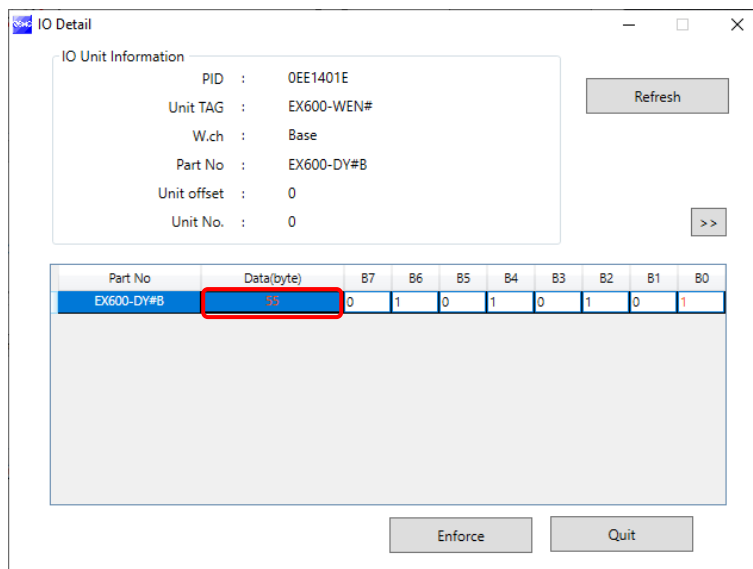 IO Detail
IO Unit Information
PID : 0EE1401E
Unit TAG : EX600-WEN#
W.ch : Base
Part No : EX600-DY#B
Unit offset : 0
Unit No. : 0
Refresh
>>
Part No Data(byte) B7 B6 B5 B4 B3 B2 B1 B0
EX600-DY#B 55 0 1 0 1 0 1 0 1
Enforce Quit